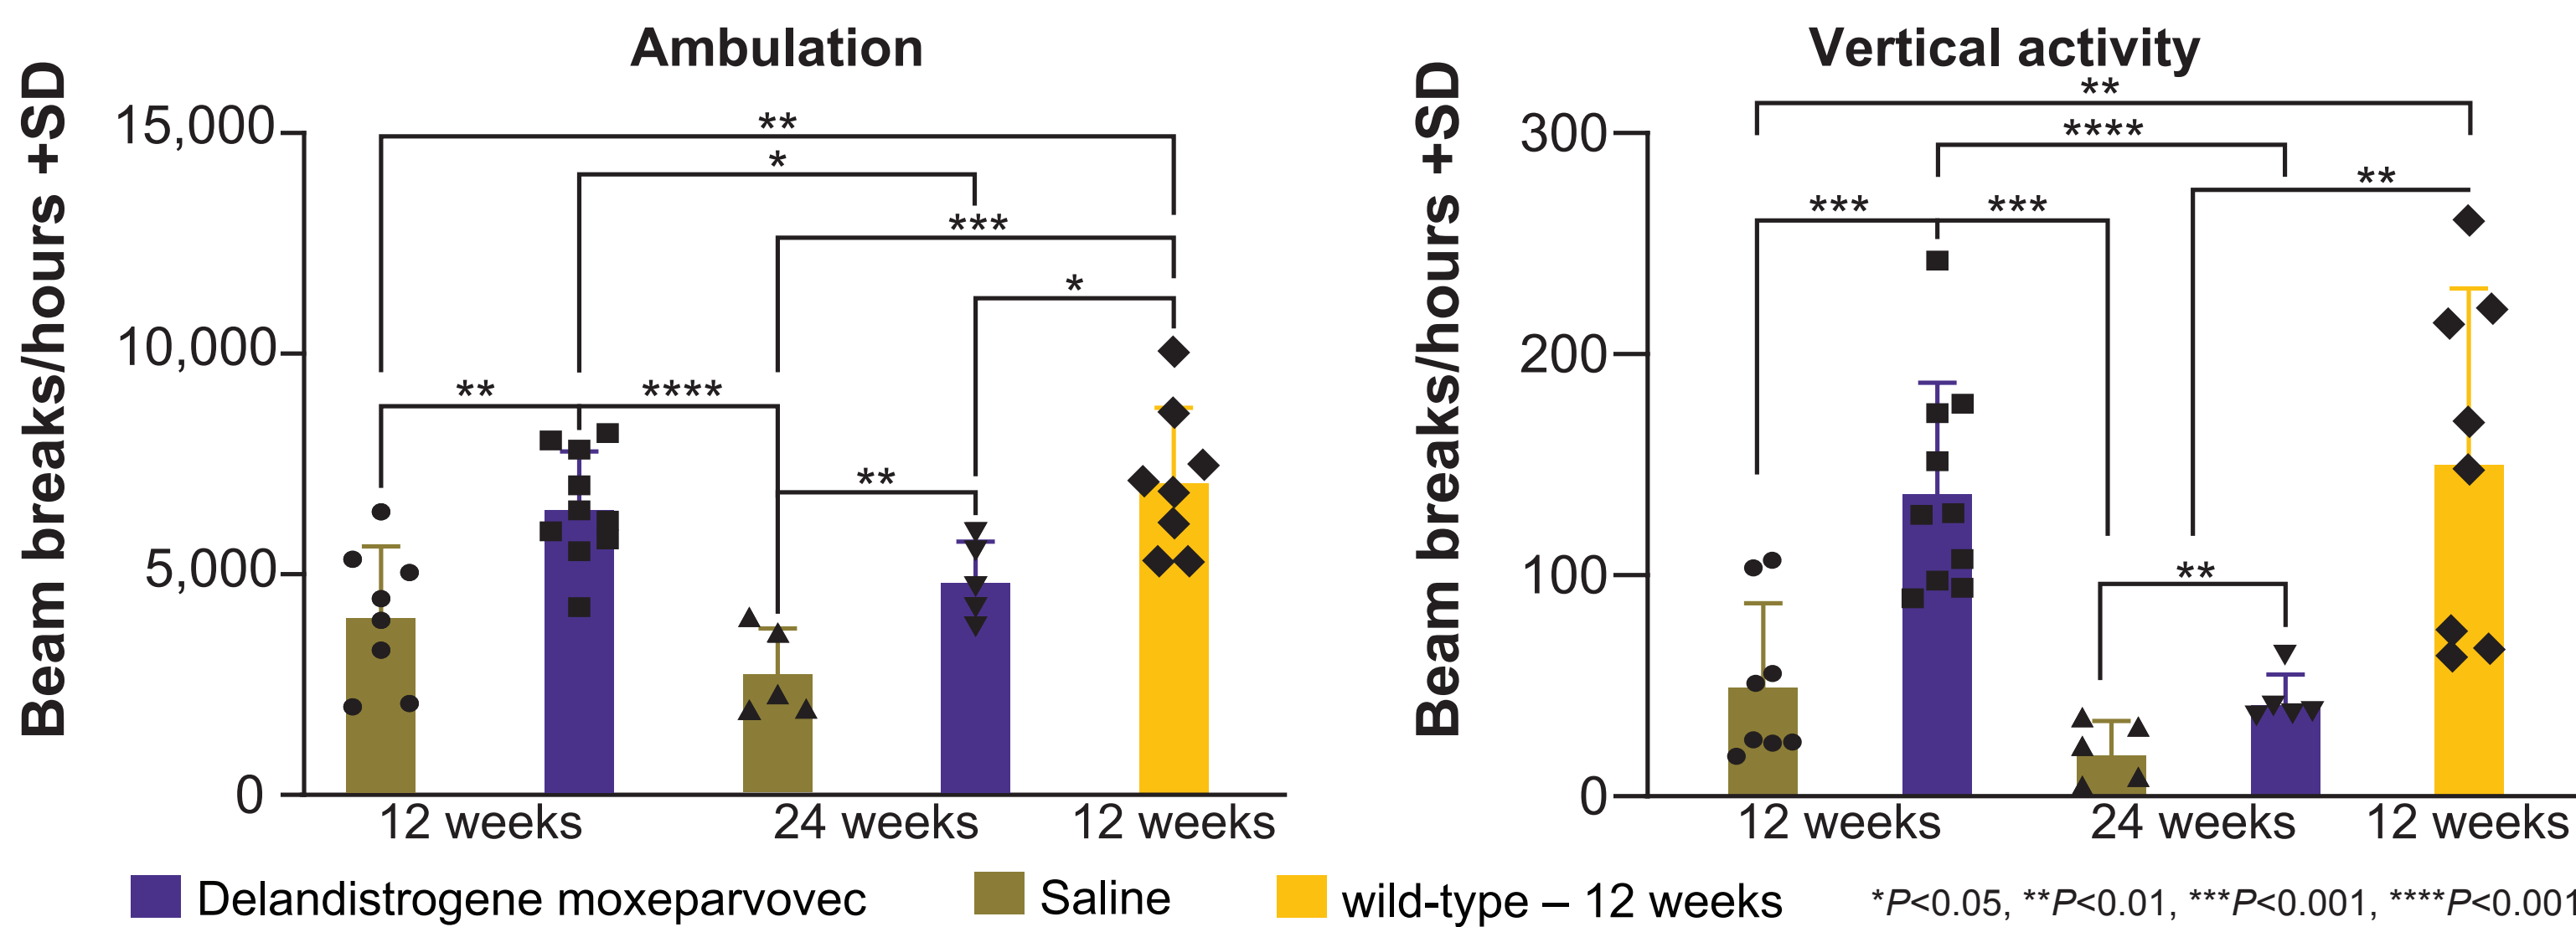 Ambulation
Beam breaks/hours +SD
15,000
10,000
5,000
0
**
*
***
*
** ****
**
12 weeks 24 weeks 12 weeks
Vertical activity
Beam breaks/hours +SD
300
200
100
0
**
****
**
*** ***
**
12 weeks 24 weeks 12 weeks
Delandistrogene moxeparvovec Saline wild-type – 12 weeks *P<0.05, **P<0.01, ***P<0.001, ****P<0.001